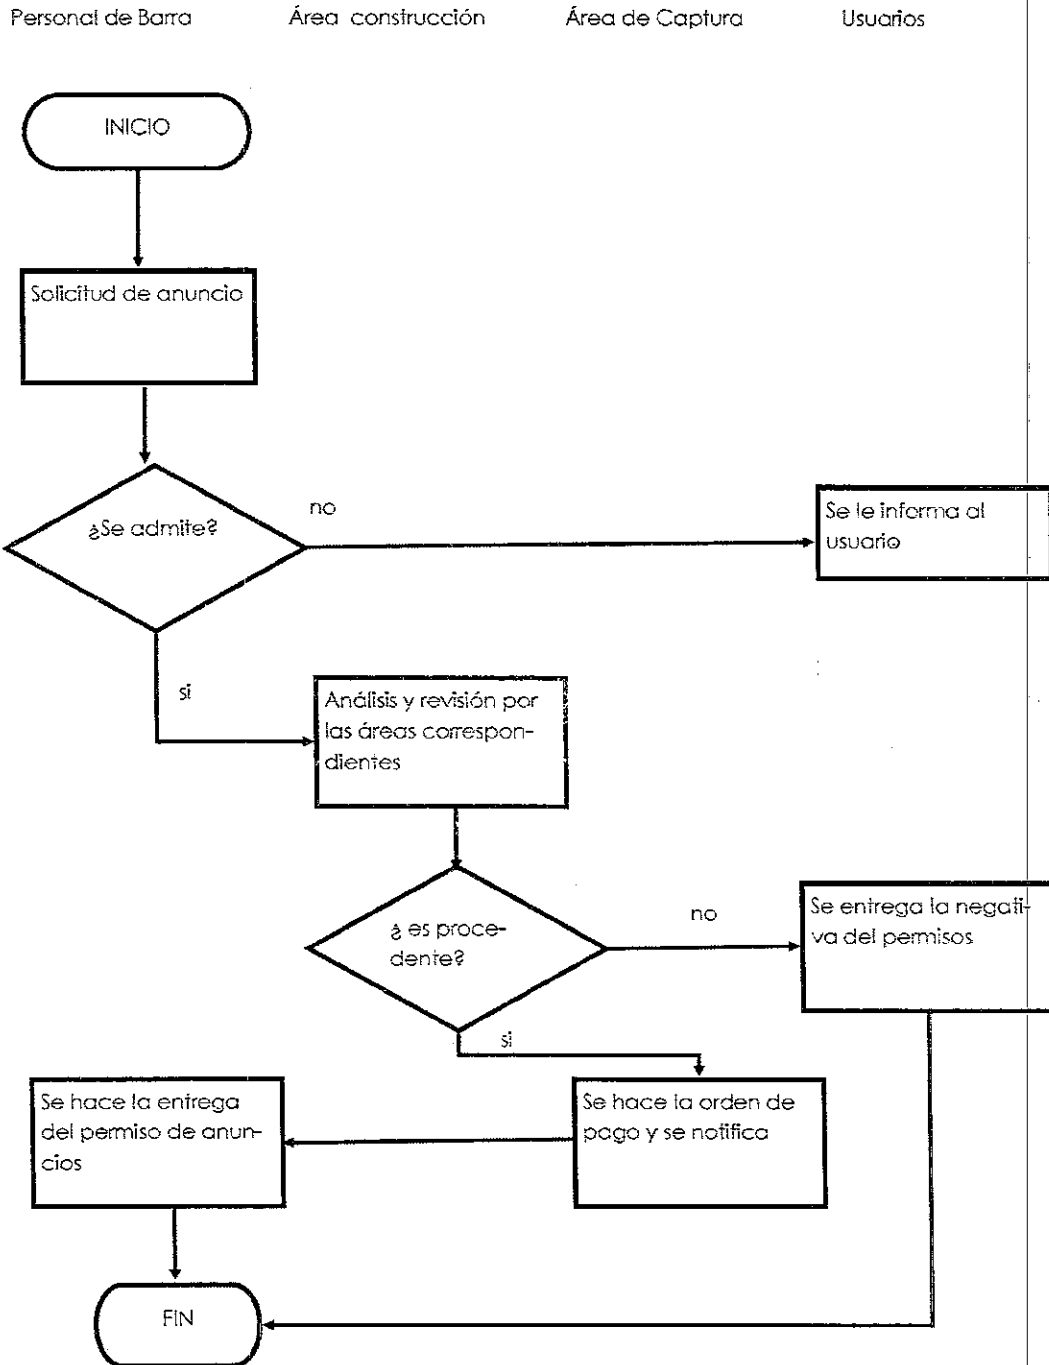 Personal de Barra
Área construcción
Área de Captura
Usuarios
INICIO
Solicitud de anuncio
¿Se admite?
no
Se le informa al
usuario
si
Análisis y revisión por
las áreas correspon-
dientes
¿ es proce-
dente?
no
Se entrega la negati-
va del permisos
si
Se hace la entrega
del permiso de anun-
cios
Se hace la orden de
pago y se notifica
FIN